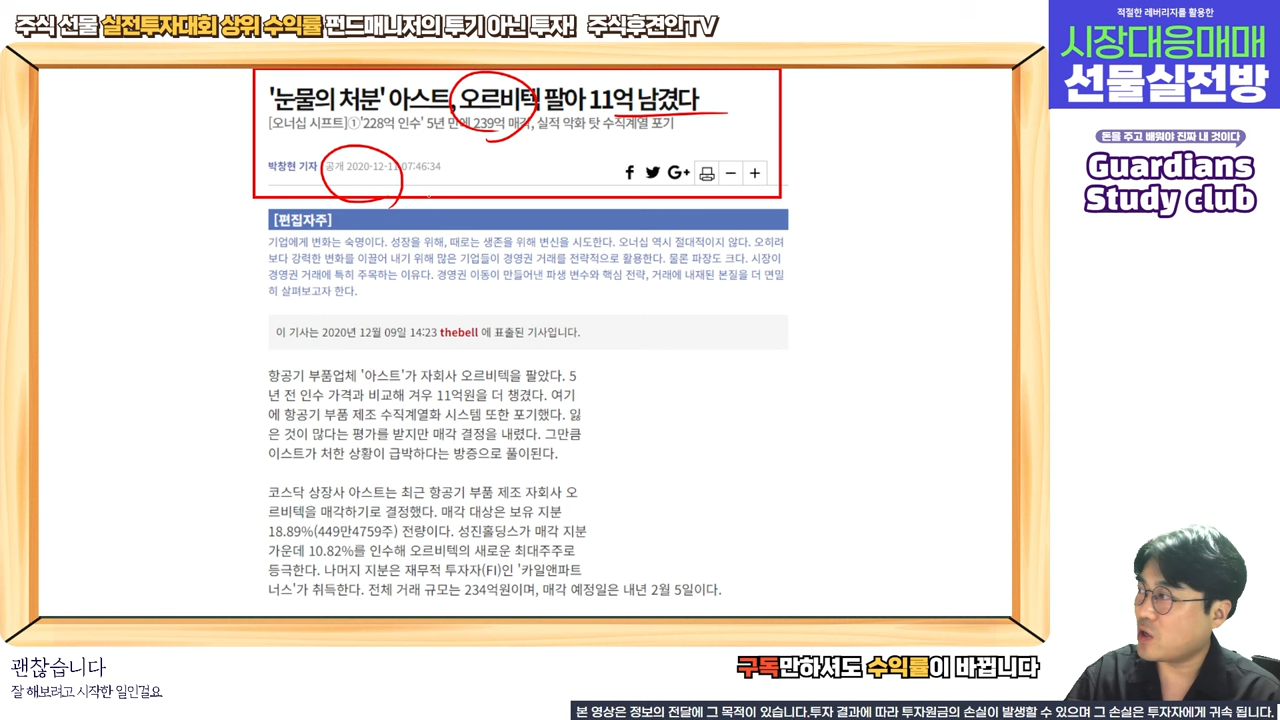 주식 선물 실전투자대회 상위 수익률 펀드매니저의 투기 아닌 투자! 주식후견인TV
적절한 레버리지를 활용한
시장대응매매
선물실전방
돈을 주고 배워야 진짜 내 것이다
Guardians
Study club
'눈물의 처분' 아스트, 오르비텍 팔아 11억 남겼다
[오너십 시프트]①'228억 인수' 5년 만에 239억 매각, 실적 악화 탓 수직계열 포기
박창현 기자
공개 2020-12-11 07:46:34
[편집자주]
기업에게 변화는 숙명이다. 성장을 위해, 때로는 생존을 위해 변신을 시도한다. 오너십 역시 절대적이지 않다. 오히려
보다 강력한 변화를 이끌어 내기 위해 많은 기업들이 경영권 거래를 전략적으로 활용한다. 물론 파장도 크다. 시장이
경영권 거래에 특히 주목하는 이유다. 경영권 이동이 만들어낸 파생 변수와 핵심 전략, 거래에 내재된 본질을 더 면밀
히 살펴보고자 한다.
이 기사는 2020년 12월 09일 14:23 thebell 에 표출된 기사입니다.
항공기 부품업체 '아스트'가 자회사 오르비텍을 팔았다. 5
년 전 인수 가격과 비교해 겨우 11억원을 더 챙겼다. 여기
에 항공기 부품 제조 수직계열화 시스템 또한 포기했다. 잃
은 것이 많다는 평가를 받지만 매각 결정을 내렸다. 그만큼
이스트가 처한 상황이 급박하다는 방증으로 풀이된다.
코스닥 상장사 아스트는 최근 항공기 부품 제조 자회사 오
르비텍을 매각하기로 결정했다. 매각 대상은 보유 지분
18.89%(449만4759주) 전량이다. 성진홀딩스가 매각 지분
가운데 10.82%를 인수해 오르비텍의 새로운 최대주주로
등극한다. 나머지 지분은 재무적 투자자(FI)인 '카일앤파트
너스'가 취득한다. 전체 거래 규모는 234억원이며, 매각 예정일은 내년 2월 5일이다.
괜찮습니다
잘 해보려고 시작한 일인걸요
구독만하셔도 수익률이 바뀝니다
본 영상은 정보의 전달에 그 목적이 있습니다.투자 결과에 따라 투자원금의 손실이 발생할 수 있으며 그 손실은 투자자에게 귀속 됩니다.